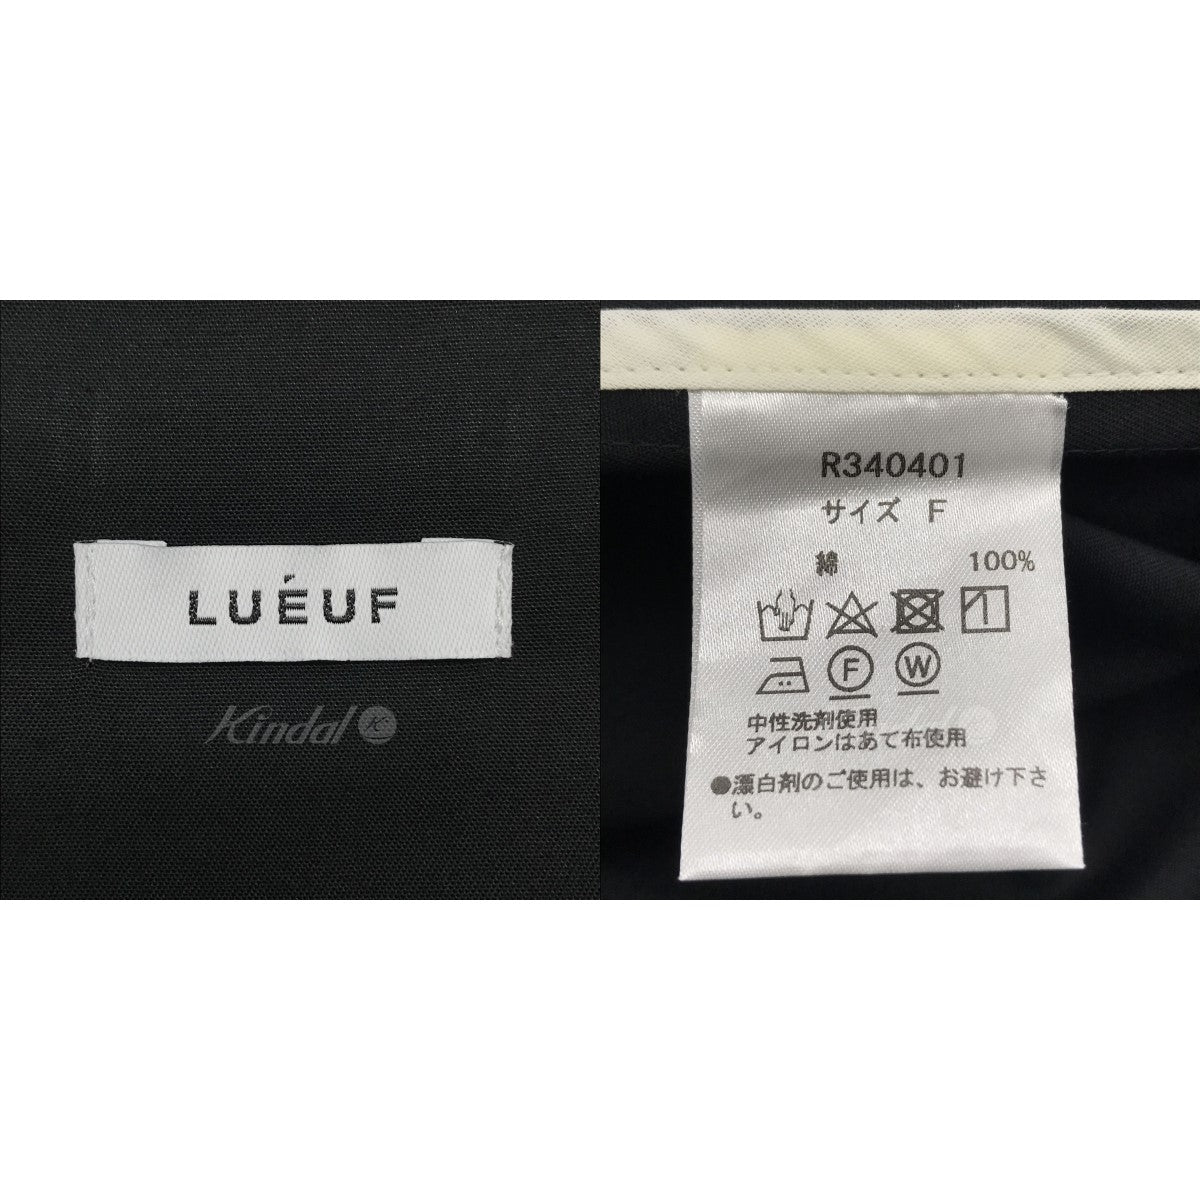 LUÉUF
Kindal K
R340401
サイズ F
綿 100%
F W
中性洗剤使用
アイロンはあて布使用
●漂白剤のご使用は、お避け下さ
い。